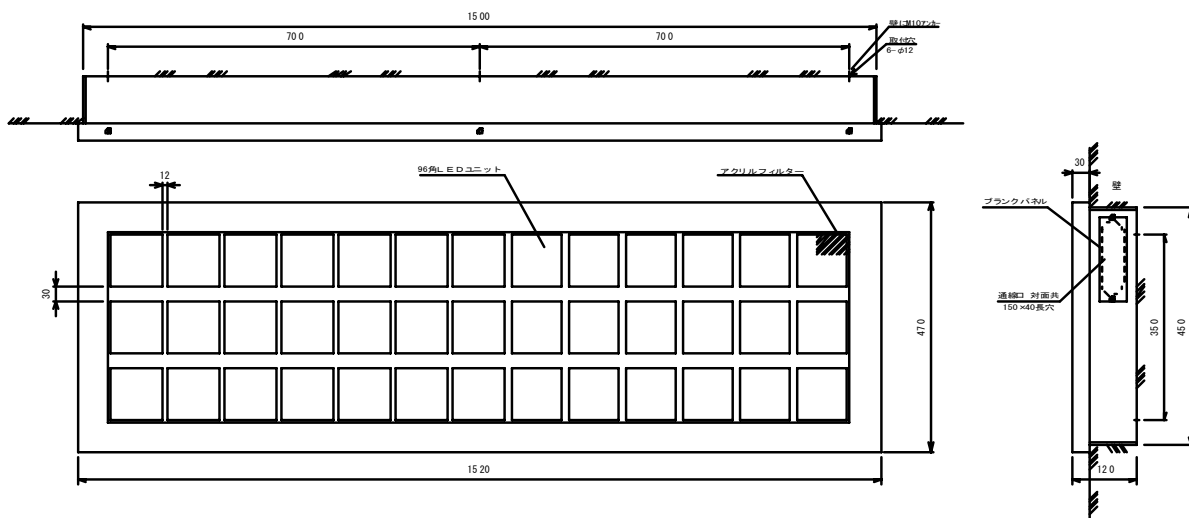 1500
700
700
壁にM10アンカー
取付穴
6-φ12
12
96角LEDユニット
アクリルフィルター
30
470
1520
30
壁
ブランクパネル
通線口 対面共
150×40長穴
350
450
120